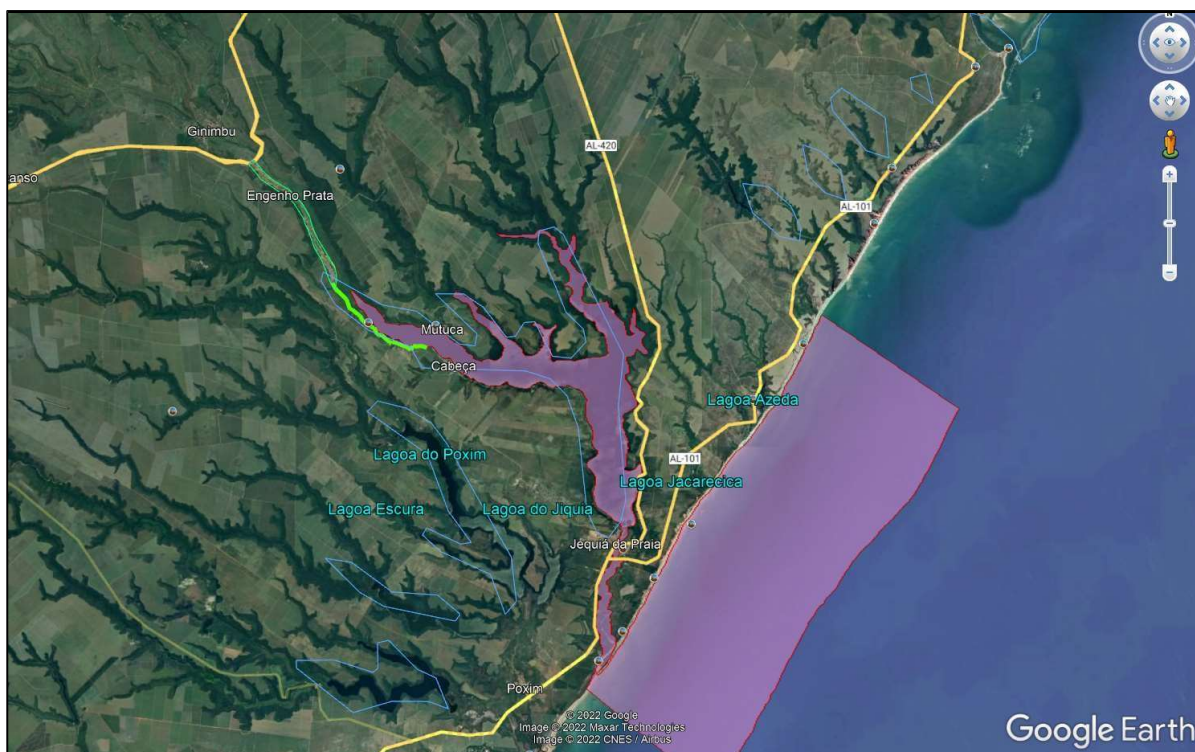 N
Ginimbu
AL-420
anso
Engenho Prata
AL-101
Mutuca
Cabeça
Lagoa Azeda
Lagoa do Poxim
AL-101
Lagoa Jacarecica
Lagoa Escura
Lagoa do Jiquia
Jequiá da Praia
Poxim
© 2022 Google
Image © 2022 Maxar Technologies
Image © 2022 CNES / Airbus
Google Earth